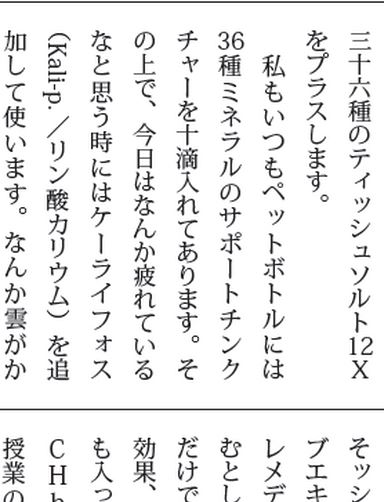 三十六種のティッシュソルト12X
をプラスします。
　私もいつもペットボトルには
36種ミネラルのサポートチンク
チャーを十滴入れてあります。そ
の上で、今日はなんか疲れている
なと思う時にはケーライフォス
（Kali-p.／リン酸カリウム）を追
加して使います。なんか雲がか
そッシ
ブエキ
レメデ
むとし
だけで
効果、
も入っ
CHh
授業の